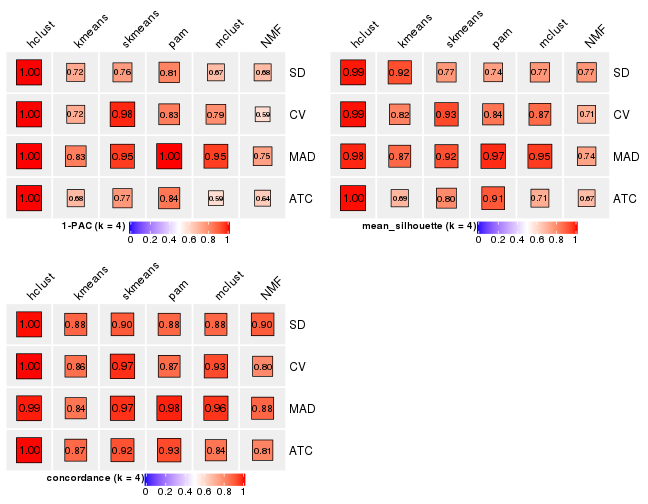 hclust kmeans skmeans pam mclust NMF
1.00 0.72 0.76 0.81 0.67 0.68 SD
1.00 0.72 0.98 0.83 0.79 0.59 CV
1.00 0.83 0.95 1.00 0.95 0.75 MAD
1.00 0.68 0.77 0.84 0.59 0.64 ATC
1-PAC (k = 4)
0 0.2 0.4 0.6 0.8 1
hclust kmeans skmeans pam mclust NMF
0.99 0.92 0.77 0.74 0.77 0.77 SD
0.99 0.82 0.93 0.84 0.87 0.71 CV
0.98 0.87 0.92 0.97 0.95 0.74 MAD
1.00 0.69 0.80 0.91 0.71 0.67 ATC
mean_silhouette (k = 4)
0 0.2 0.4 0.6 0.8 1
hclust kmeans skmeans pam mclust NMF
1.00 0.88 0.90 0.88 0.88 0.90 SD
1.00 0.86 0.97 0.87 0.93 0.80 CV
0.99 0.84 0.97 0.98 0.96 0.88 MAD
1.00 0.87 0.92 0.93 0.84 0.81 ATC
concordance (k = 4)
0 0.2 0.4 0.6 0.8 1